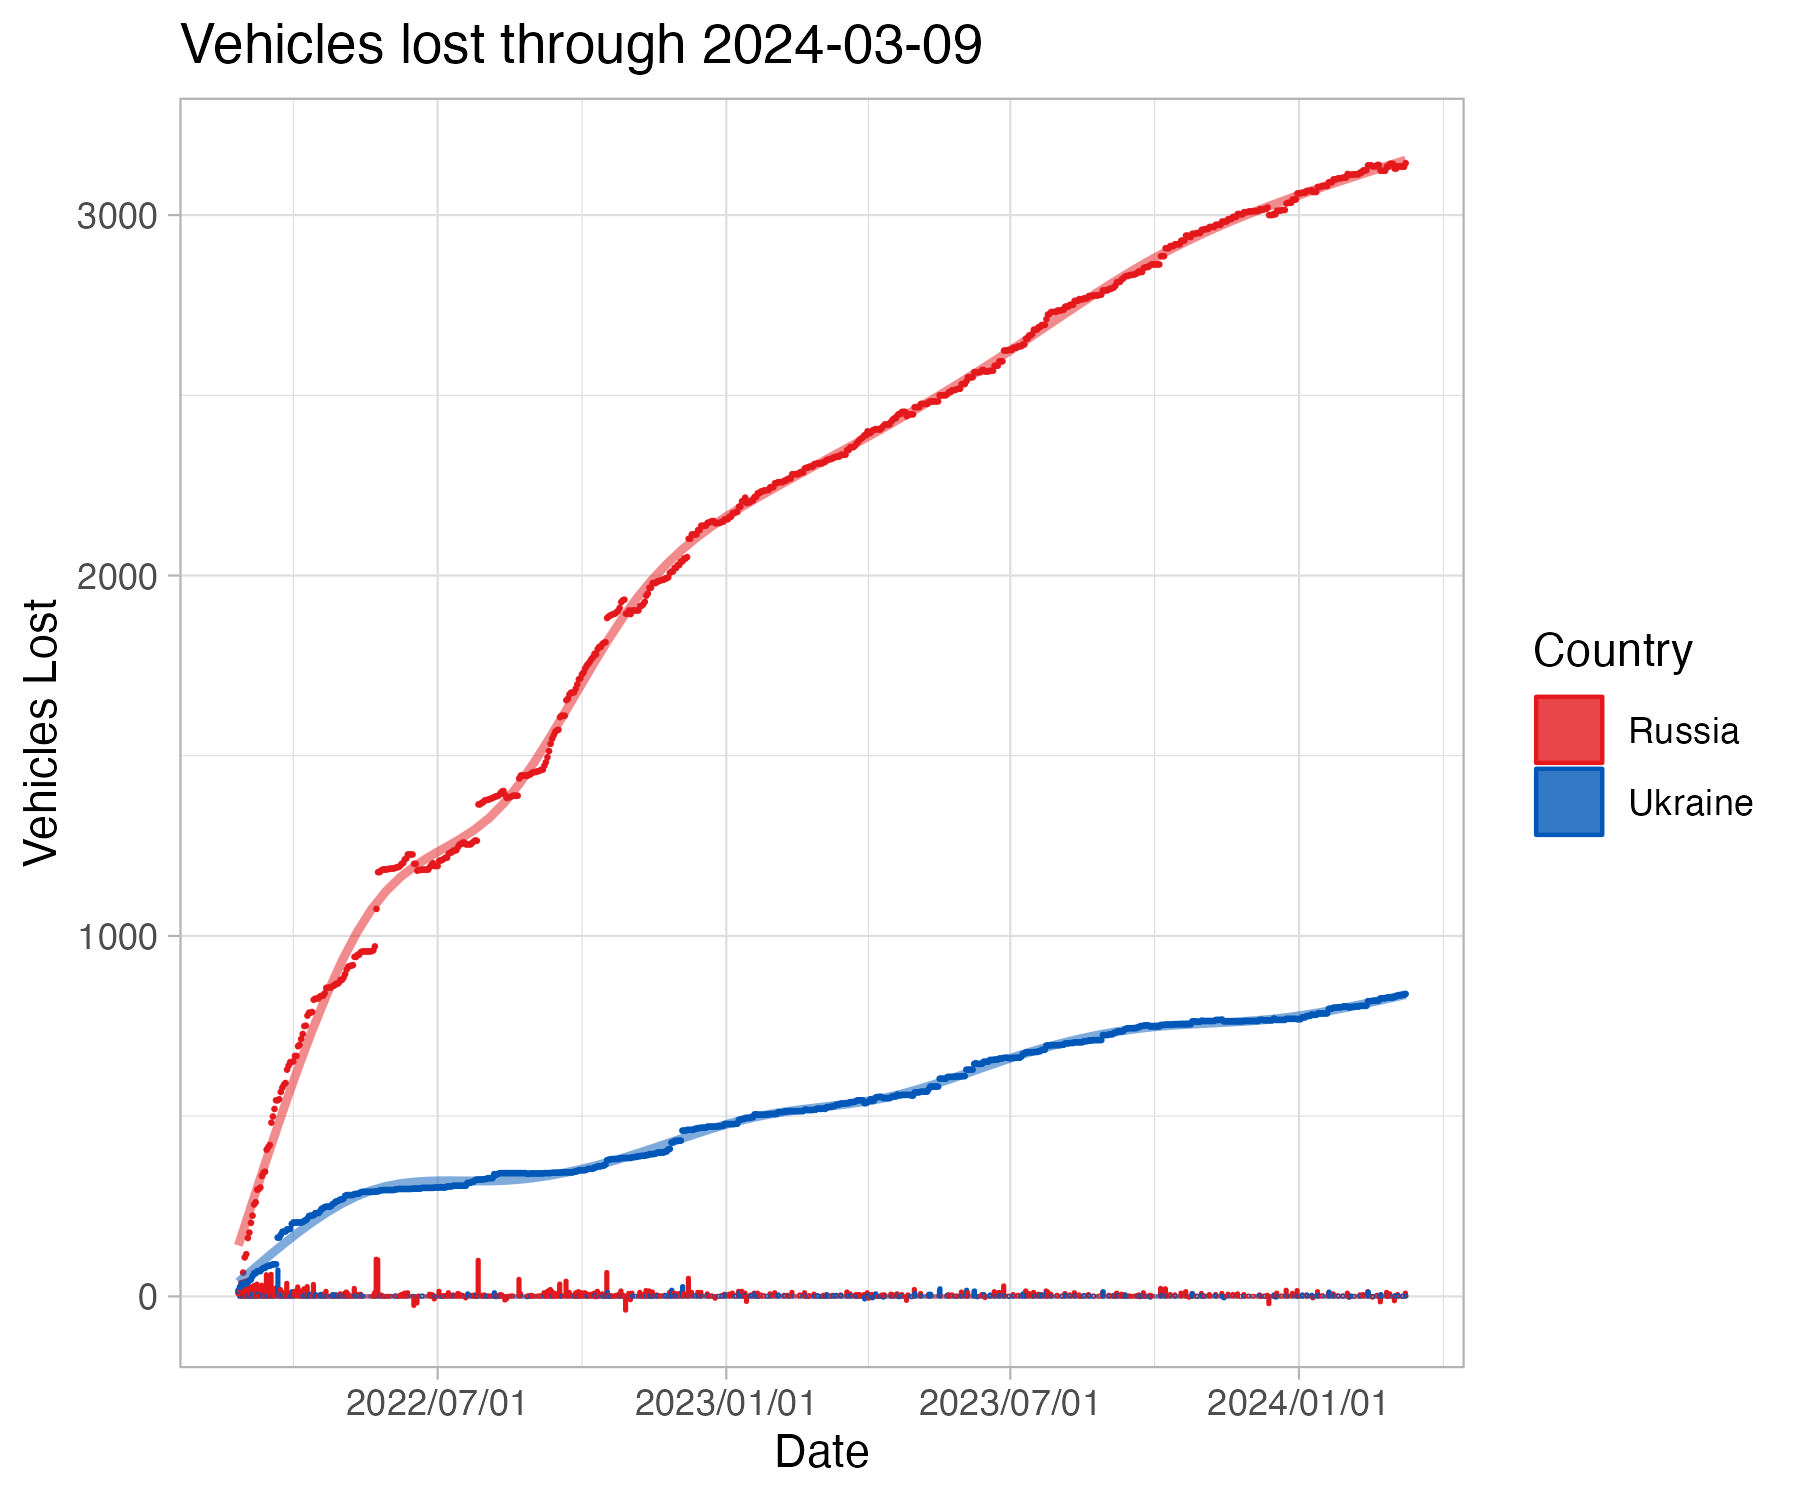 Vehicles lost through 2024-03-09
Vehicles Lost
3000
2000
1000
0
2022/07/01
2023/01/01
2023/07/01
2024/01/01
Date
Country
Russia
Ukraine